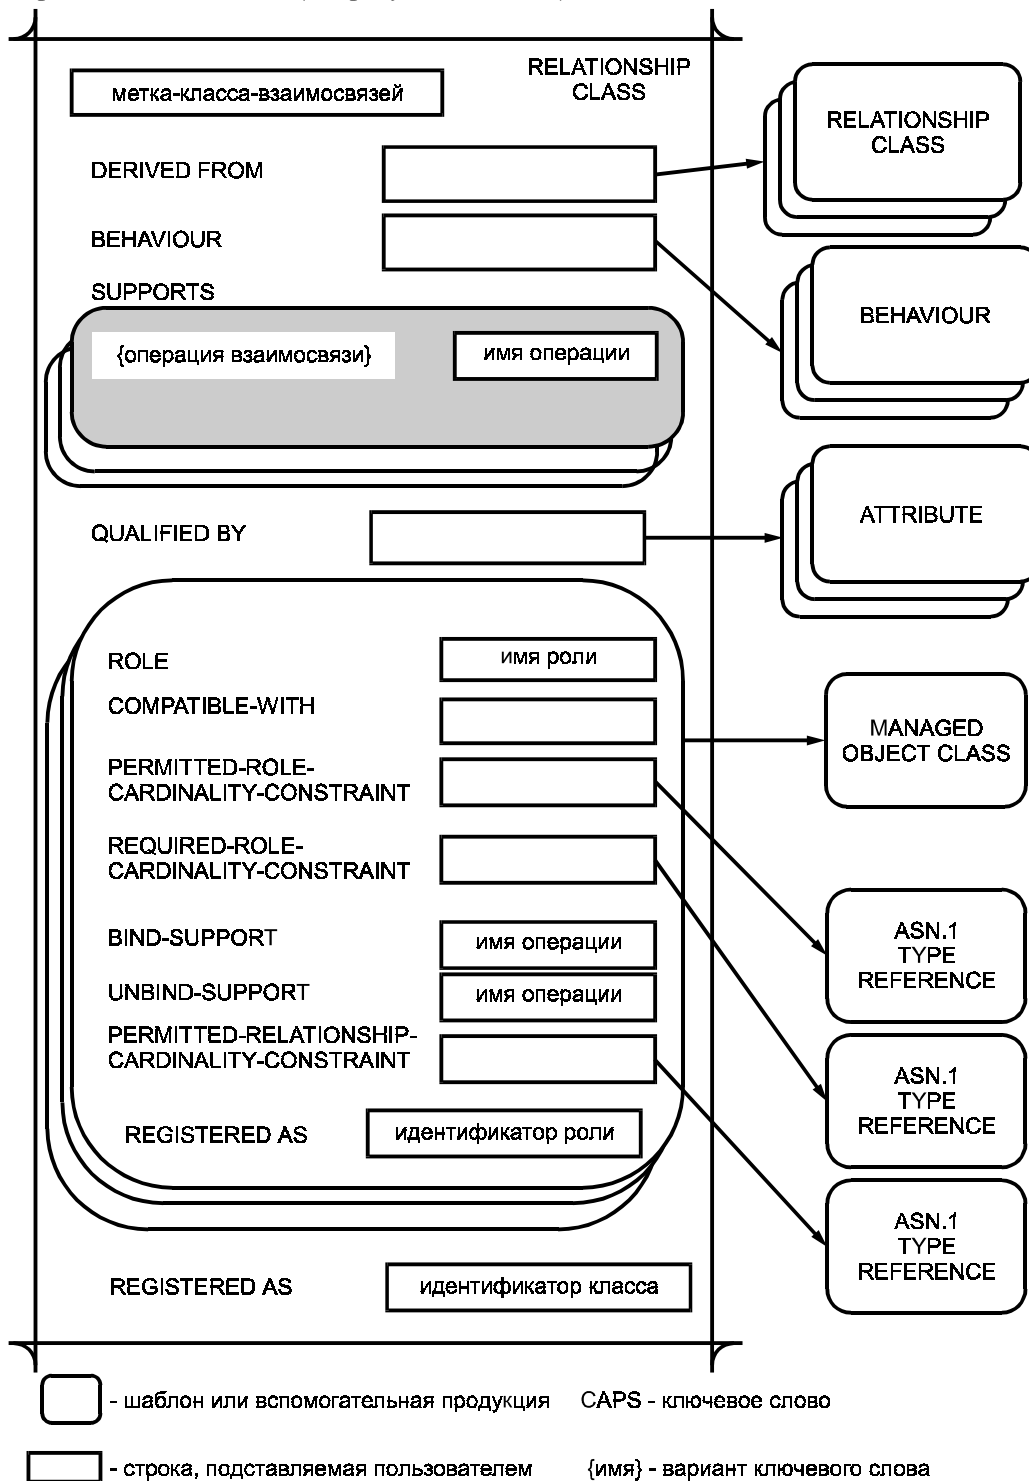 RELATIONSHIP
CLASS
метка-класса-взаимосвязей
RELATIONSHIP
CLASS
DERIVED FROM
BEHAVIOUR
BEHAVIOUR
SUPPORTS
{операция взаимосвязи}
имя операции
QUALIFIED BY
ATTRIBUTE
ROLE
имя роли
COMPATIBLE-WITH
MANAGED
OBJECT CLASS
PERMITTED-ROLE-
CARDINALITY-CONSTRAINT
REQUIRED-ROLE-
CARDINALITY-CONSTRAINT
ASN.1
TYPE
REFERENCE
BIND-SUPPORT
имя операции
UNBIND-SUPPORT
имя операции
PERMITTED-RELATIONSHIP-
CARDINALITY-CONSTRAINT
ASN.1
TYPE
REFERENCE
REGISTERED AS
идентификатор роли
ASN.1
TYPE
REFERENCE
REGISTERED AS
идентификатор класса
- шаблон или вспомогательная продукция
CAPS - ключевое слово
- строка, подставляемая пользователем
{имя} - вариант ключевого слова